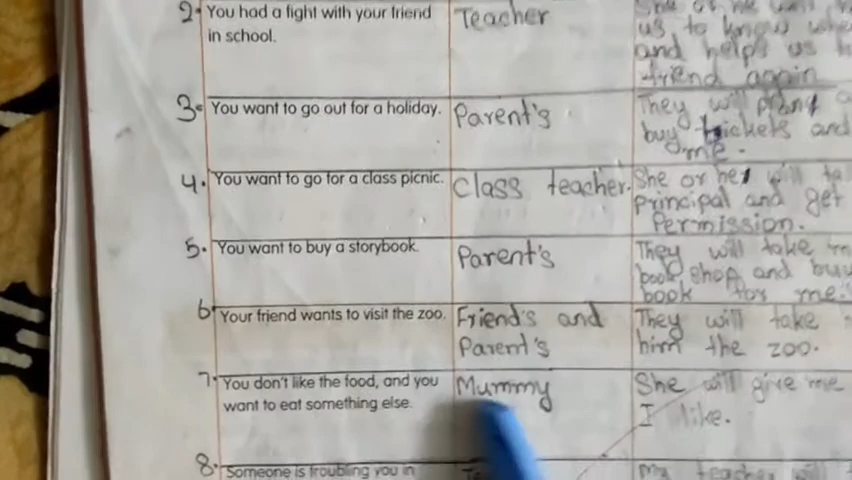 2. You had a fight with your friend
in school.
Teacher
us to know
and helps us
friend again
3. You want to go out for a holiday.
Parent's
They will
buy tickets and
me.
4. You want to go for a class picnic.
Class teacher.
She or her will
principal and get
Permission.
5. You want to buy a storybook.
Parent's
They will take
book shop and buy
book for me.
6. Your friend wants to visit the zoo.
Friend's and
Parent's
They will take
him the zoo.
7. You don't like the food, and you
want to eat something else.
Mummy
She will give me
I like.
8. Someone is troubling you in
My teacher will